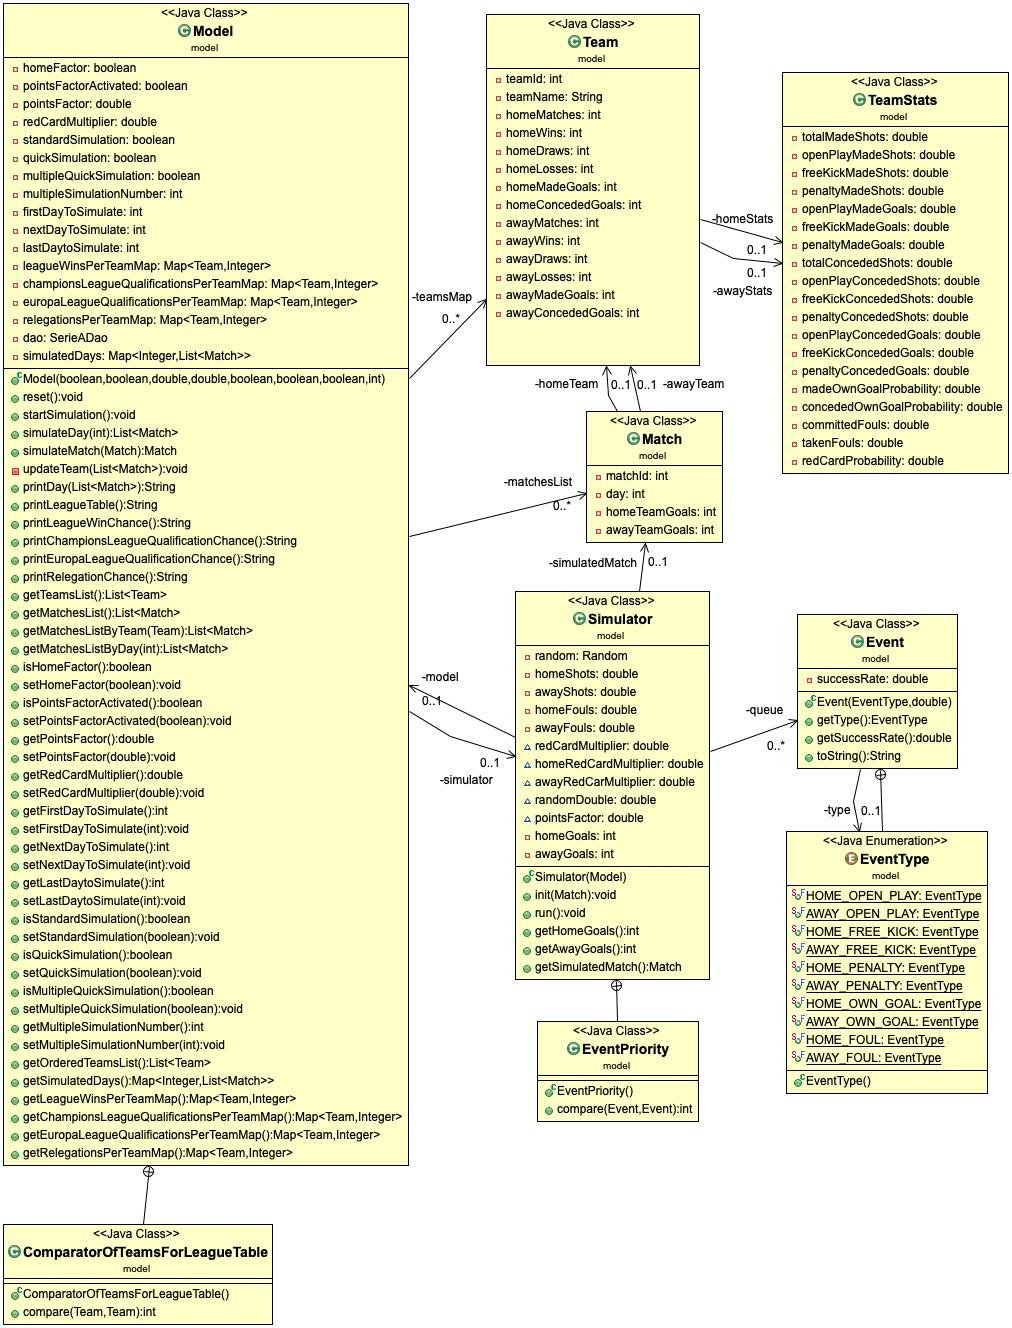 <<Java Class>>
Model
model
homeFactor: boolean
pointsFactorActivated: boolean
pointsFactor: double
redCardMultiplier: double
standardSimulation: boolean
quickSimulation: boolean
multipleQuickSimulation: boolean
multipleSimulationNumber: int
firstDayToSimulate: int
nextDayToSimulate: int
lastDaytoSimulate: int
leagueWinsPerTeamMap: Map<Team,Integer>
championsLeagueQualificationsPerTeamMap: Map<Team,Integer>
europaLeagueQualificationsPerTeamMap: Map<Team,Integer>
relegationsPerTeamMap: Map<Team,Integer>
dao: SerieADao
simulatedDays: Map<Integer,List<Match>>
Model(boolean,boolean,double,double,boolean,boolean,boolean,int)
reset():void
startSimulation():void
simulateDay(int):List<Match>
simulateMatch(Match):Match
updateTeam(List<Match>):void
printDay(List<Match>):String
printLeagueTable():String
printLeagueWinChance():String
printChampionsLeagueQualificationChance():String
printEuropaLeagueQualificationChance():String
printRelegationChance():String
getTeamsList():List<Team>
getMatchesList():List<Match>
getMatchesListByTeam(Team):List<Match>
getMatchesListByDay(int):List<Match>
isHomeFactor():boolean
setHomeFactor(boolean):void
isPointsFactorActivated():boolean
setPointsFactorActivated(boolean):void
getPointsFactor():double
setPointsFactor(double):void
getRedCardMultiplier():double
setRedCardMultiplier(double):void
getFirstDayToSimulate():int
setFirstDayToSimulate(int):void
getNextDayToSimulate():int
setNextDayToSimulate(int):void
getLastDaytoSimulate():int
setLastDaytoSimulate(int):void
isStandardSimulation():boolean
setStandardSimulation(boolean):void
isQuickSimulation():boolean
setQuickSimulation(boolean):void
isMultipleQuickSimulation():boolean
setMultipleQuickSimulation(boolean):void
getMultipleSimulationNumber():int
setMultipleSimulationNumber(int):void
getOrderedTeamsList():List<Team>
getSimulatedDays():Map<Integer,List<Match>>
getLeagueWinsPerTeamMap():Map<Team,Integer>
getChampionsLeagueQualificationsPerTeamMap():Map<Team,Integer>
getEuropaLeagueQualificationsPerTeamMap():Map<Team,Integer>
getRelegationsPerTeamMap():Map<Team,Integer>
<<Java Class>>
ComparatorOfTeamsForLeagueTable
model
ComparatorOfTeamsForLeagueTable()
compare(Team,Team):int
-teamsMap
0..*
-matchesList
0..*
-model
0..1
0..1
-simulator
<<Java Class>>
Team
model
teamId: int
teamName: String
homeMatches: int
homeWins: int
homeDraws: int
homeLosses: int
homeMadeGoals: int
homeConcededGoals: int
awayMatches: int
awayWins: int
awayDraws: int
awayLosses: int
awayMadeGoals: int
awayConcededGoals: int
-homeStats
0..1
0..1
-awayStats
<<Java Class>>
TeamStats
model
totalMadeShots: double
openPlayMadeShots: double
freeKickMadeShots: double
penaltyMadeShots: double
openPlayMadeGoals: double
freeKickMadeGoals: double
penaltyMadeGoals: double
totalConcededShots: double
openPlayConcededShots: double
freeKickConcededShots: double
penaltyConcededShots: double
openPlayConcededGoals: double
freeKickConcededGoals: double
penaltyConcededGoals: double
madeOwnGoalProbability: double
concededOwnGoalProbability: double
committedFouls: double
takenFouls: double
redCardProbability: double
-homeTeam 0..1 0..1 -awayTeam
<<Java Class>>
Match
model
matchId: int
day: int
homeTeamGoals: int
awayTeamGoals: int
-simulatedMatch 0..1
<<Java Class>>
Simulator
model
random: Random
homeShots: double
awayShots: double
homeFouls: double
awayFouls: double
redCardMultiplier: double
homeRedCardMultiplier: double
awayRedCarMultiplier: double
randomDouble: double
pointsFactor: double
homeGoals: int
awayGoals: int
Simulator(Model)
init(Match):void
run():void
getHomeGoals():int
getAwayGoals():int
getSimulatedMatch():Match
<<Java Class>>
EventPriority
model
EventPriority()
compare(Event,Event):int
-queue
0..*
<<Java Class>>
Event
model
successRate: double
Event(EventType,double)
getType():EventType
getSuccessRate():double
toString():String
-type 0..1
<<Java Enumeration>>
EventType
model
HOME_OPEN_PLAY: EventType
AWAY_OPEN_PLAY: EventType
HOME_FREE_KICK: EventType
AWAY_FREE_KICK: EventType
HOME_PENALTY: EventType
AWAY_PENALTY: EventType
HOME_OWN_GOAL: EventType
AWAY_OWN_GOAL: EventType
HOME_FOUL: EventType
AWAY_FOUL: EventType
EventType()